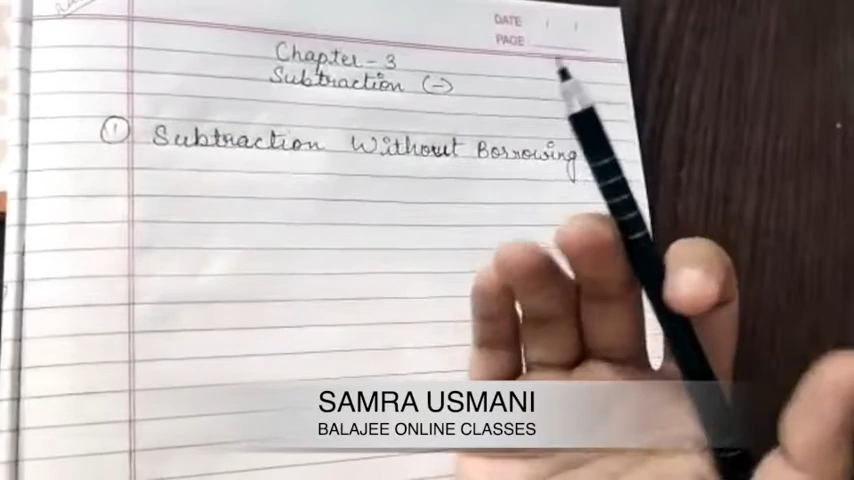 DATE
PAGE
Chapter - 3
Subtraction (-)
① Subtraction Without Borrowing
SAMRA USMANI
BALAJEE ONLINE CLASSES